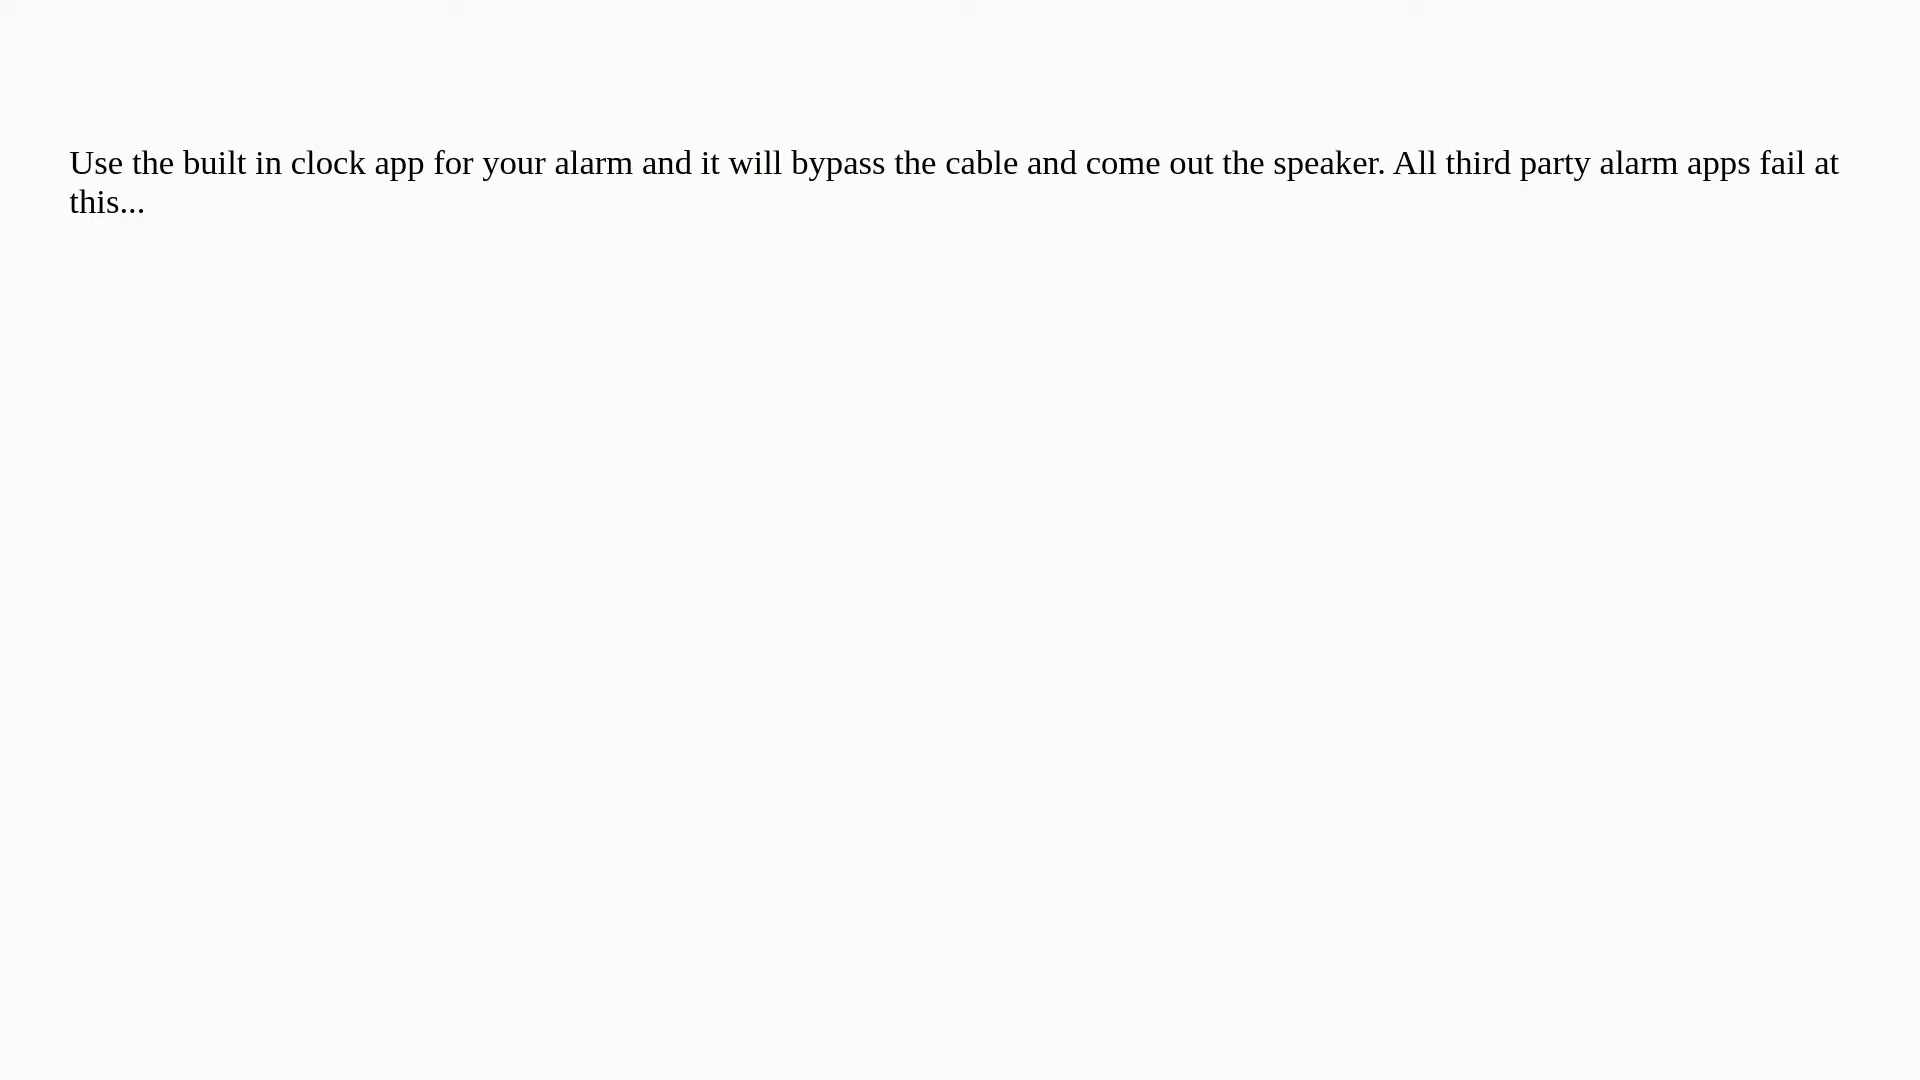 Use the built in clock app for your alarm and it will bypass the cable and come out the speaker. All third party alarm apps fail at
this...